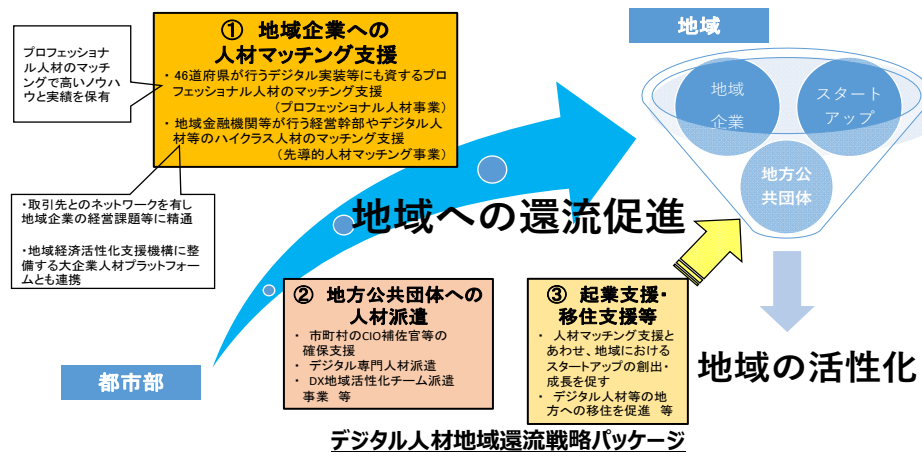 ① 地域企業への
人材マッチング支援
・ 46道府県が行うデジタル実装等にも資するプロ
フェッショナル人材のマッチング支援
（プロフェッショナル人材事業）
・ 地域金融機関等が行う経営幹部やデジタル人
材等のハイクラス人材のマッチング支援
（先導的人材マッチング事業）
プロフェッショナ
ル人材のマッチ
ングで高いノウハ
ウと実績を保有
・取引先とのネットワークを有し
地域企業の経営課題等に精通
・地域経済活性化支援機構に整
備する大企業人材プラットフォー
ムとも連携
地域
地域
企業
スタート
アップ
地方公
共団体
地域への還流促進
② 地方公共団体への
人材派遣
・ 市町村のCIO補佐官等の
確保支援
・ デジタル専門人材派遣
・ DX地域活性化チーム派遣
事業 等
③ 起業支援・
移住支援等
・ 人材マッチング支援と
あわせ、地域における
スタートアップの創出・
成長を促す
・ デジタル人材等の地
方への移住を促進 等
都市部
地域の活性化
デジタル人材地域還流戦略パッケージ